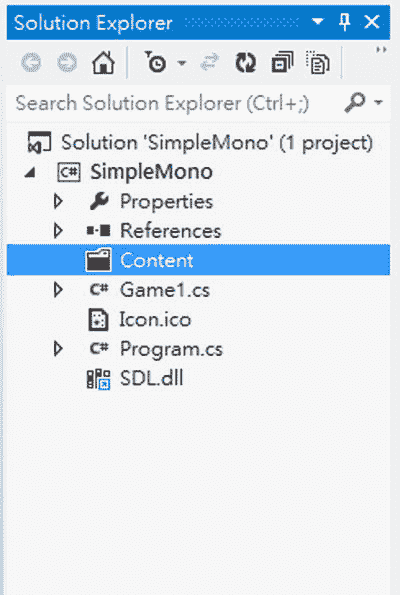 Solution Explorer
Search Solution Explorer (Ctrl+;)
Solution 'SimpleMono' (1 project)
C# SimpleMono
Properties
References
Content
C# Game1.cs
Icon.ico
C# Program.cs
SDL.dll